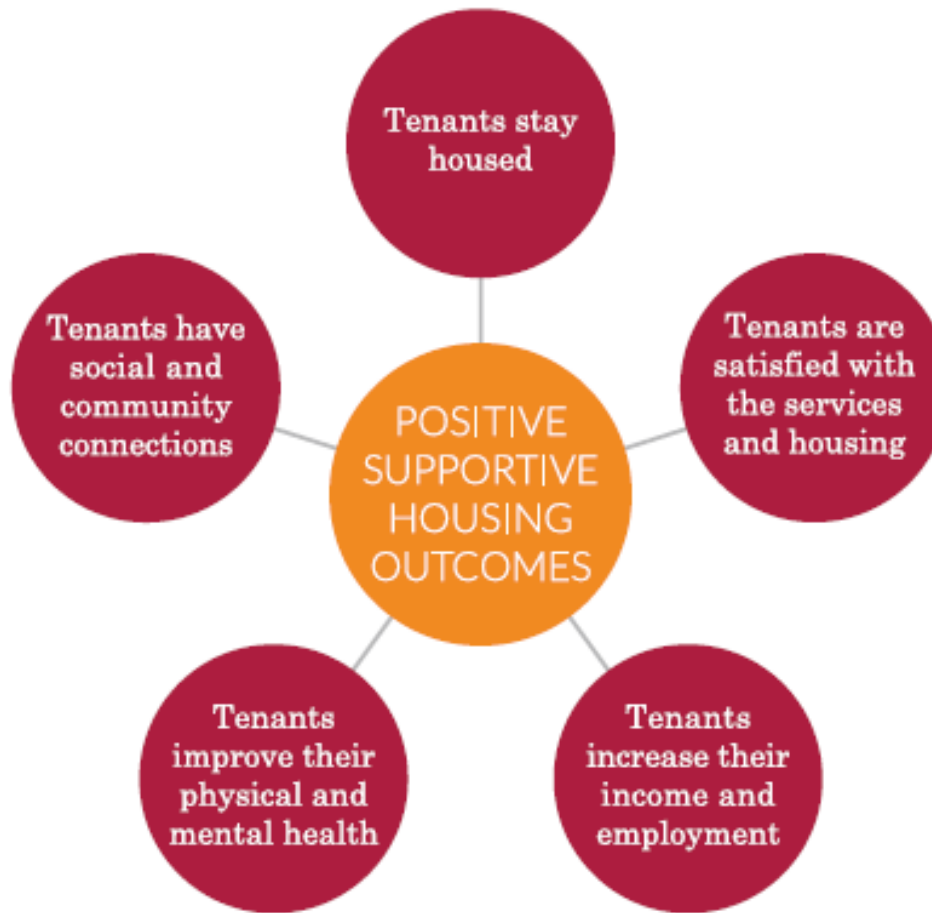 Tenants stay
housed
Tenants have
social and
community
connections
Tenants are
satisfied with
the services
and housing
POSITIVE
SUPPORTIVE
HOUSING
OUTCOMES
Tenants
improve their
physical and
mental health
Tenants
increase their
income and
employment